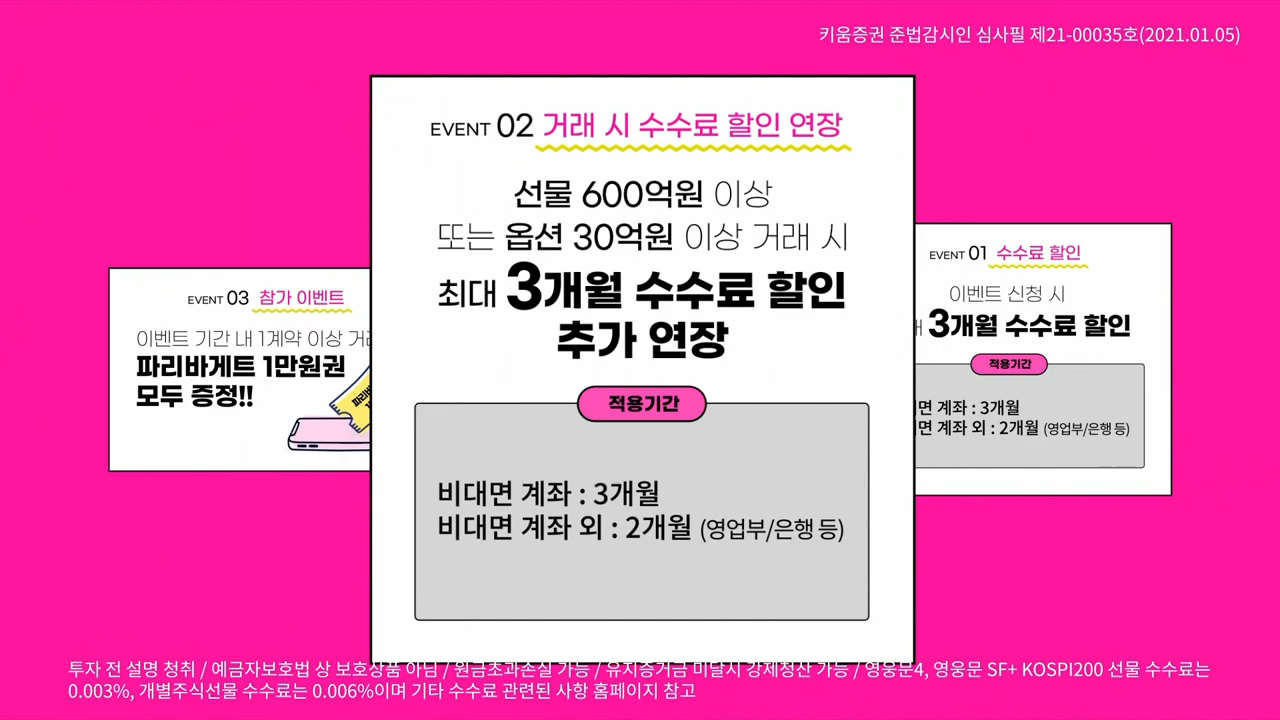 키움증권 준법감시인 심사필 제21-00035호(2021.01.05)
EVENT 02 거래 시 수수료 할인 연장
선물 600억원 이상
또는 옵션 30억원 이상 거래 시
최대 3개월 수수료 할인
추가 연장
적용기간
비대면 계좌 : 3개월
비대면 계좌 외 : 2개월 (영업부/은행 등)
EVENT 03 참가 이벤트
이벤트 기간 내 1계약 이상
파리바게트 1만원권
모두 증정!!
EVENT 01 수수료 할인
이벤트 신청 시
3개월 수수료 할인
적용기간
면 계좌 : 3개월
면 계좌 외 : 2개월 (영업부/은행 등)
투자 전 설명 청취 / 예금자보호법 상 보호상품 아님 / 원금초과손실 가능 / 유지증거금 미달시 강제청산 가능 / 영웅문4, 영웅문 SF+ KOSPI200 선물 수수료는
0.003%, 개별주식선물 수수료는 0.006%이며 기타 수수료 관련된 사항 홈페이지 참고